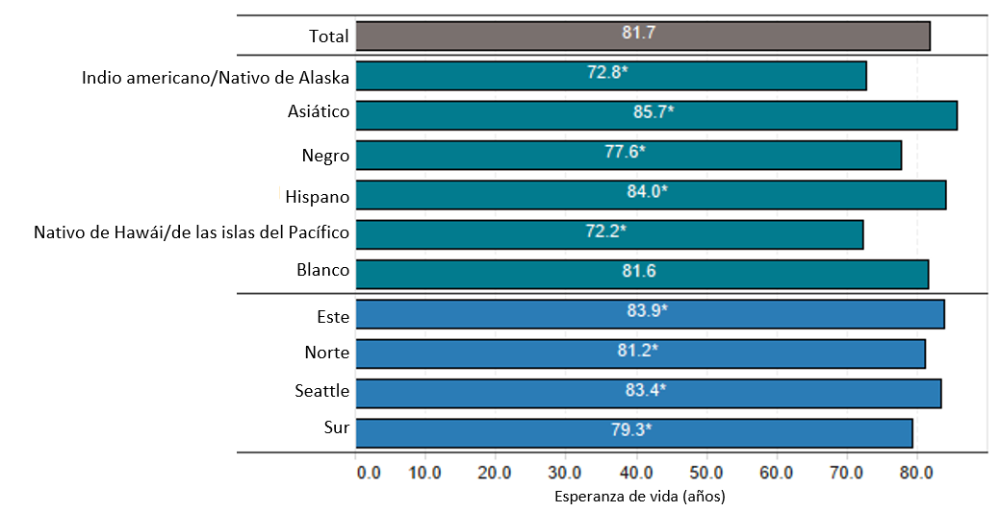 Total 81.7
Indio americano/Nativo de Alaska 72.8*
Asiático 85.7*
Negro 77.6*
Hispano 84.0*
Nativo de Hawái/de las islas del Pacífico 72.2*
Blanco 81.6
Este 83.9*
Norte 81.2*
Seattle 83.4*
Sur 79.3*
0.0 10.0 20.0 30.0 40.0 50.0 60.0 70.0 80.0
Esperanza de vida (años)